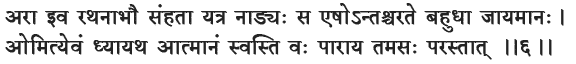 अरा इव रथनाभौ संहता यत्र नाड्यः स एषोऽन्तश्चरते बहुधा जायमानः ।
ओमित्येवं ध्यायथ आत्मानं स्वस्ति वः पाराय तमसः परस्तात् ।।६।।